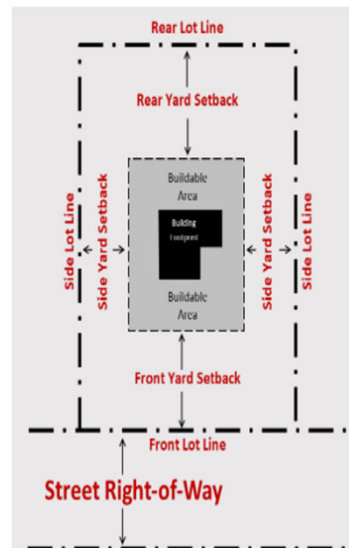 Rear Lot Line
Rear Yard Setback
Buildable
Area
Building
Footprint
Side Lot Line
Side Yard Setback
Side Yard Setback
Side Lot Line
Buildable
Area
Front Yard Setback
Front Lot Line
Street Right-of-Way